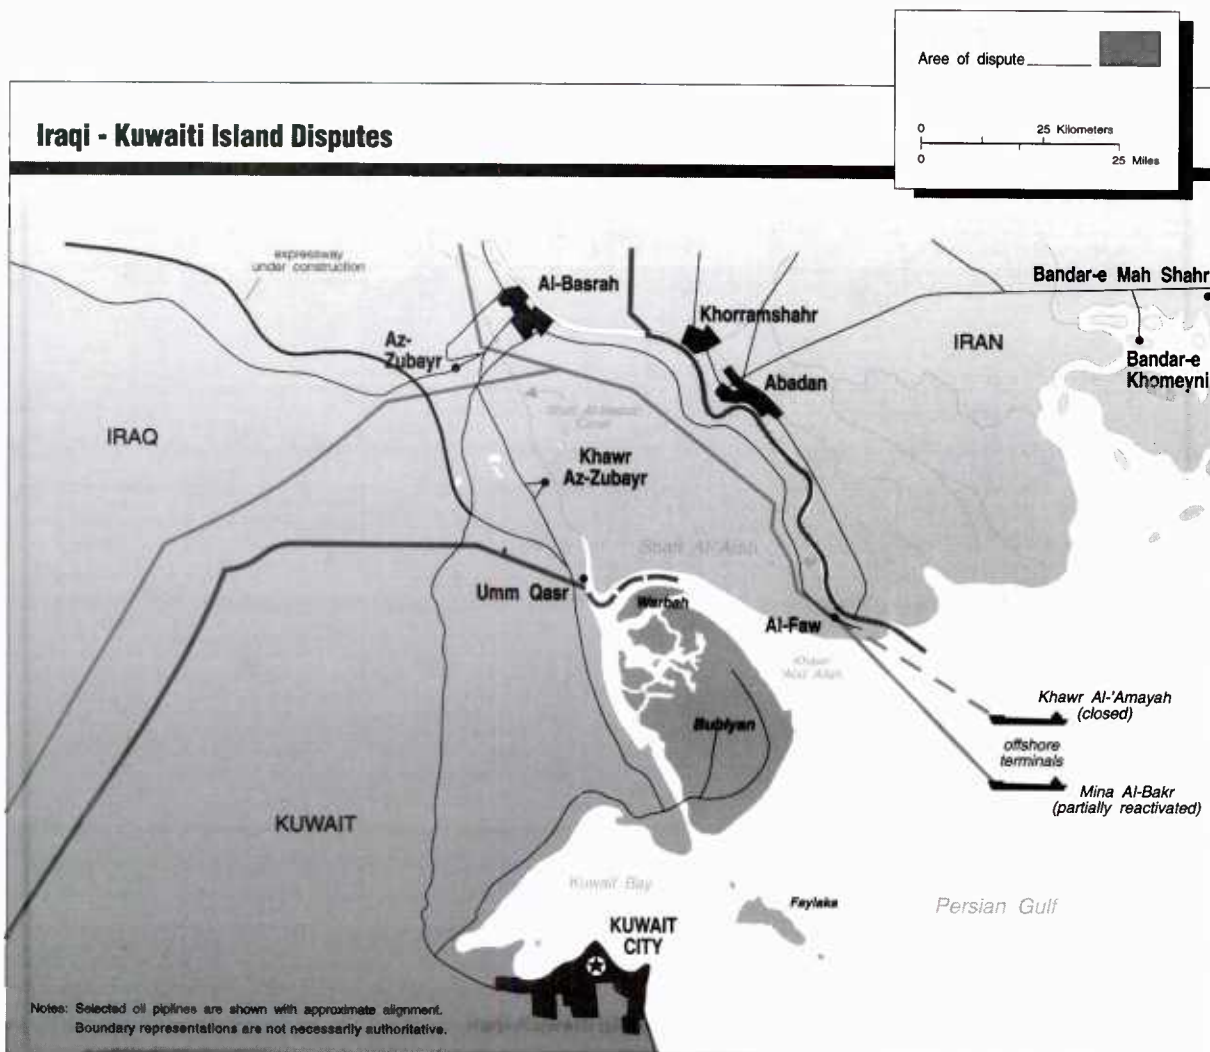 Aree of dispute
0 25 Kilometers
0 25 Miles
Iraqi - Kuwaiti Island Disputes
expressway
under construction
Al-Basrah
Bandar-e Mah Shahr
Khorramshahr
Az-
Zubayr
IRAN
Bandar-e
Khomeyni
Abadan
IRAQ
Khawr
Az-Zubayr
Shatt Al-Arab
Umm Qasr
Warbah
Al-Faw
Khawr
Abd Allah
Khawr Al-'Amayah
(closed)
Bubiyan
offshore
terminals
Mina Al-Bakr
(partially reactivated)
KUWAIT
Kuwait Bay
Faylaka
Persian Gulf
KUWAIT
CITY
Notes: Selected oil piplines are shown with approximate alignment.
Boundary representations are not necessarily authoritative.